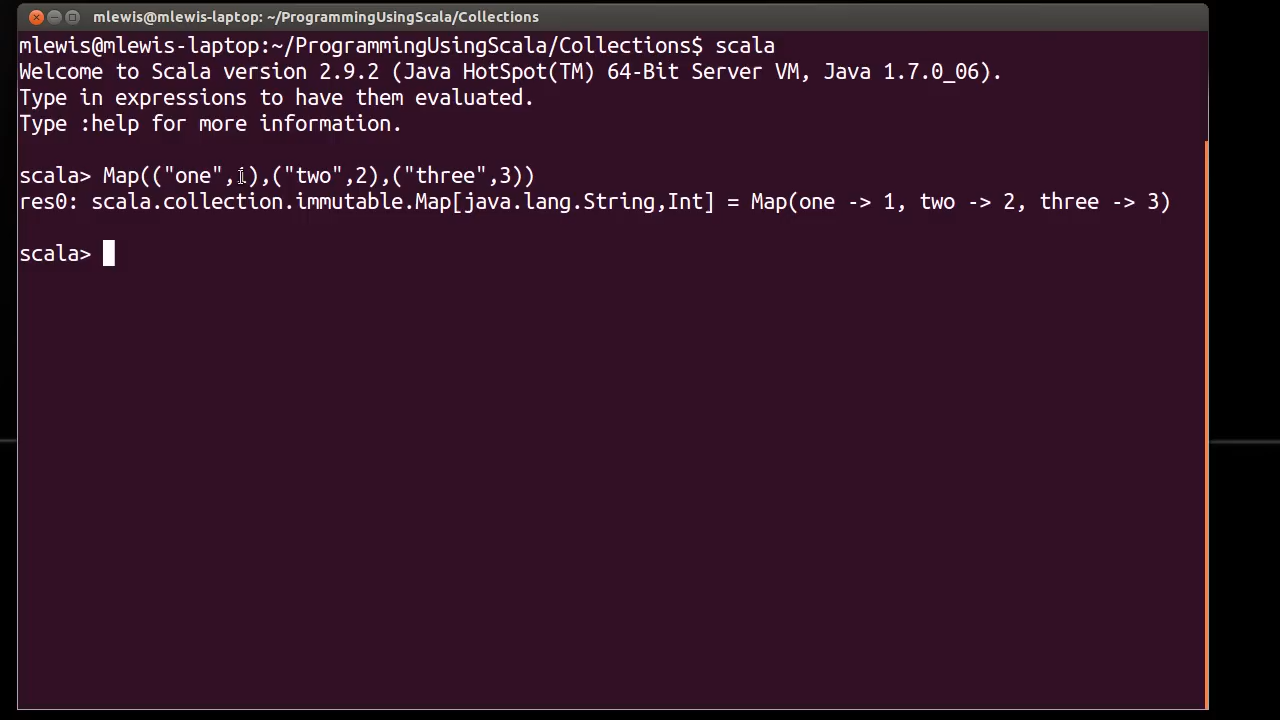 mlewis@mlewis-laptop: ~/ProgrammingUsingScala/Collections
mlewis@mlewis-laptop:~/ProgrammingUsingScala/Collections$ scala
Welcome to Scala version 2.9.2 (Java HotSpot(TM) 64-Bit Server VM, Java 1.7.0_06).
Type in expressions to have them evaluated.
Type :help for more information.
scala> Map(("one",1),("two",2),("three",3))
res0: scala.collection.immutable.Map[java.lang.String,Int] = Map(one -> 1, two -> 2, three -> 3)
scala>